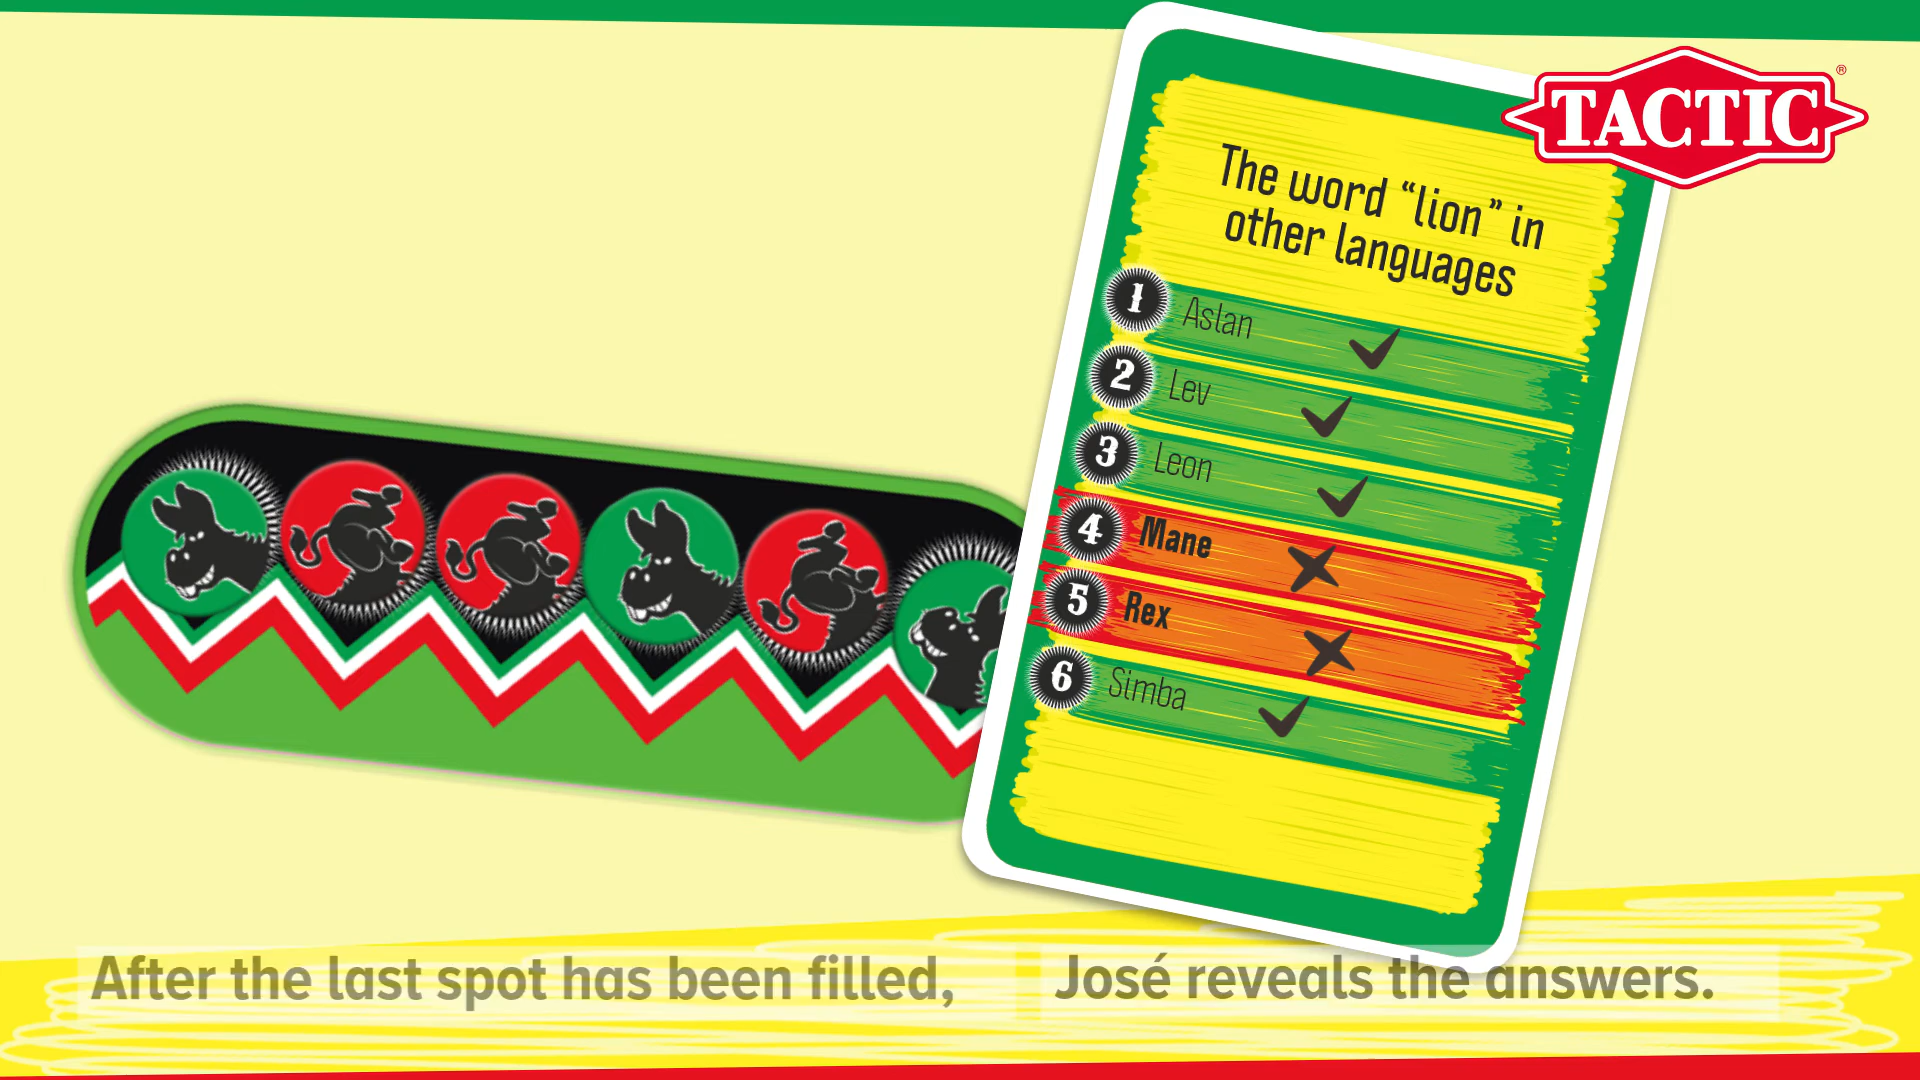 TACTIC®
The word “lion” in
other languages
1 Aslan
2 Lev
3 Leon
4 Mane
5 Rex
6 Simba
After the last spot has been filled, José reveals the answers.